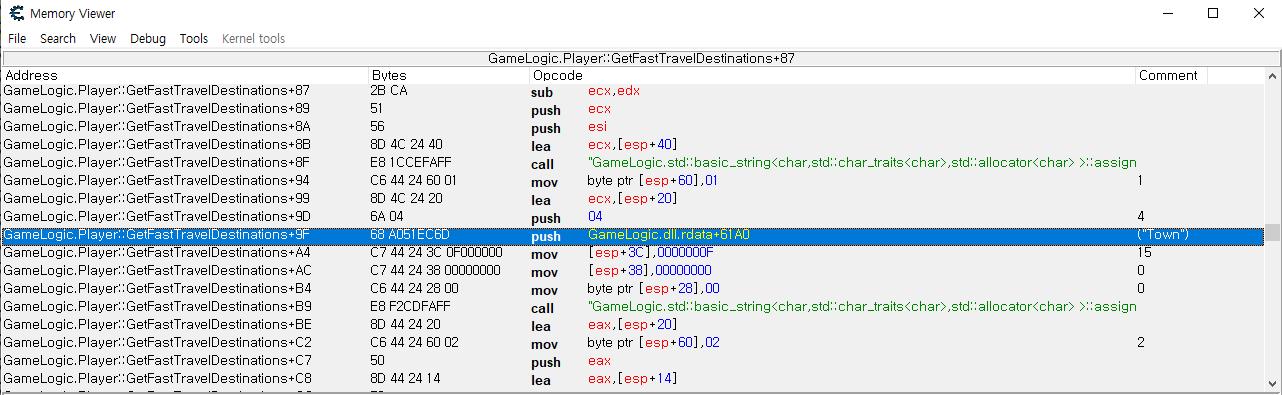 Memory Viewer
File Search View Debug Tools Kernel tools
GameLogic.Player::GetFastTravelDestinations+87
Address Bytes Opcode Comment
GameLogic.Player::GetFastTravelDestinations+87 2B CA sub ecx,edx
GameLogic.Player::GetFastTravelDestinations+89 51 push ecx
GameLogic.Player::GetFastTravelDestinations+8A 56 push esi
GameLogic.Player::GetFastTravelDestinations+8B 8D 4C 24 40 lea ecx,[esp+40]
GameLogic.Player::GetFastTravelDestinations+8F E8 1CCEFAFF call "GameLogic.std::basic_string<char,std::char_traits<char>,std::allocator<char> >::assign
GameLogic.Player::GetFastTravelDestinations+94 C6 44 24 60 01 mov byte ptr [esp+60],01 1
GameLogic.Player::GetFastTravelDestinations+99 8D 4C 24 20 lea ecx,[esp+20]
GameLogic.Player::GetFastTravelDestinations+9D 6A 04 push 04 4
GameLogic.Player::GetFastTravelDestinations+9F 68 A051EC6D push GameLogic.dll.rdata+61A0 ("Town")
GameLogic.Player::GetFastTravelDestinations+A4 C7 44 24 3C 0F000000 mov [esp+3C],0000000F 15
GameLogic.Player::GetFastTravelDestinations+AC C7 44 24 38 00000000 mov [esp+38],00000000 0
GameLogic.Player::GetFastTravelDestinations+B4 C6 44 24 28 00 mov byte ptr [esp+28],00 0
GameLogic.Player::GetFastTravelDestinations+B9 E8 F2CDFAFF call "GameLogic.std::basic_string<char,std::char_traits<char>,std::allocator<char> >::assign
GameLogic.Player::GetFastTravelDestinations+BE 8D 44 24 20 lea eax,[esp+20]
GameLogic.Player::GetFastTravelDestinations+C2 C6 44 24 60 02 mov byte ptr [esp+60],02 2
GameLogic.Player::GetFastTravelDestinations+C7 50 push eax
GameLogic.Player::GetFastTravelDestinations+C8 8D 44 24 14 lea eax,[esp+14]